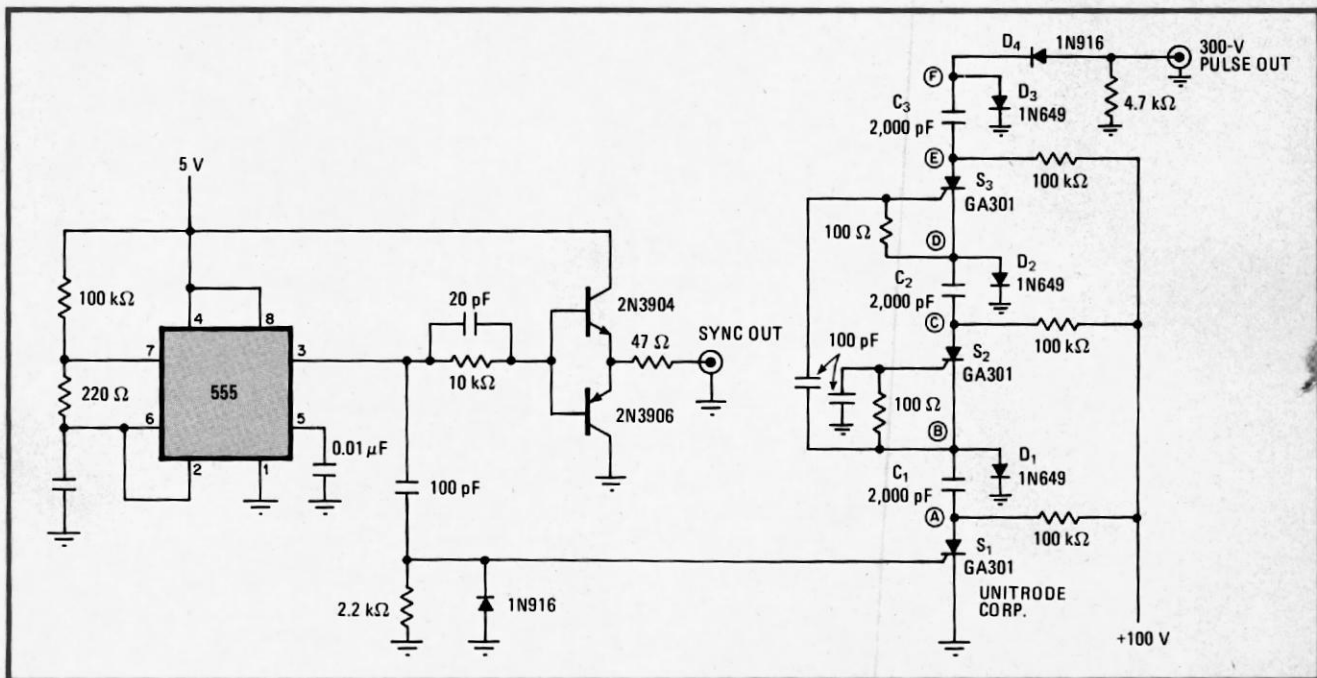 5 V
100 kΩ
220 Ω
4
8
7
3
555
6
5
2
1
0.01 μF
20 pF
10 kΩ
2N3904
2N3906
47 Ω
SYNC OUT
100 pF
2.2 kΩ
1N916
D4
1N916
300-V
PULSE OUT
F
D3
1N649
4.7 kΩ
C3
2,000 pF
E
100 kΩ
S3
GA301
100 Ω
D
D2
1N649
C2
2,000 pF
C
100 kΩ
100 pF
S2
GA301
100 Ω
B
D1
1N649
C1
2,000 pF
A
100 kΩ
S1
GA301
UNITRODE
CORP.
+100 V